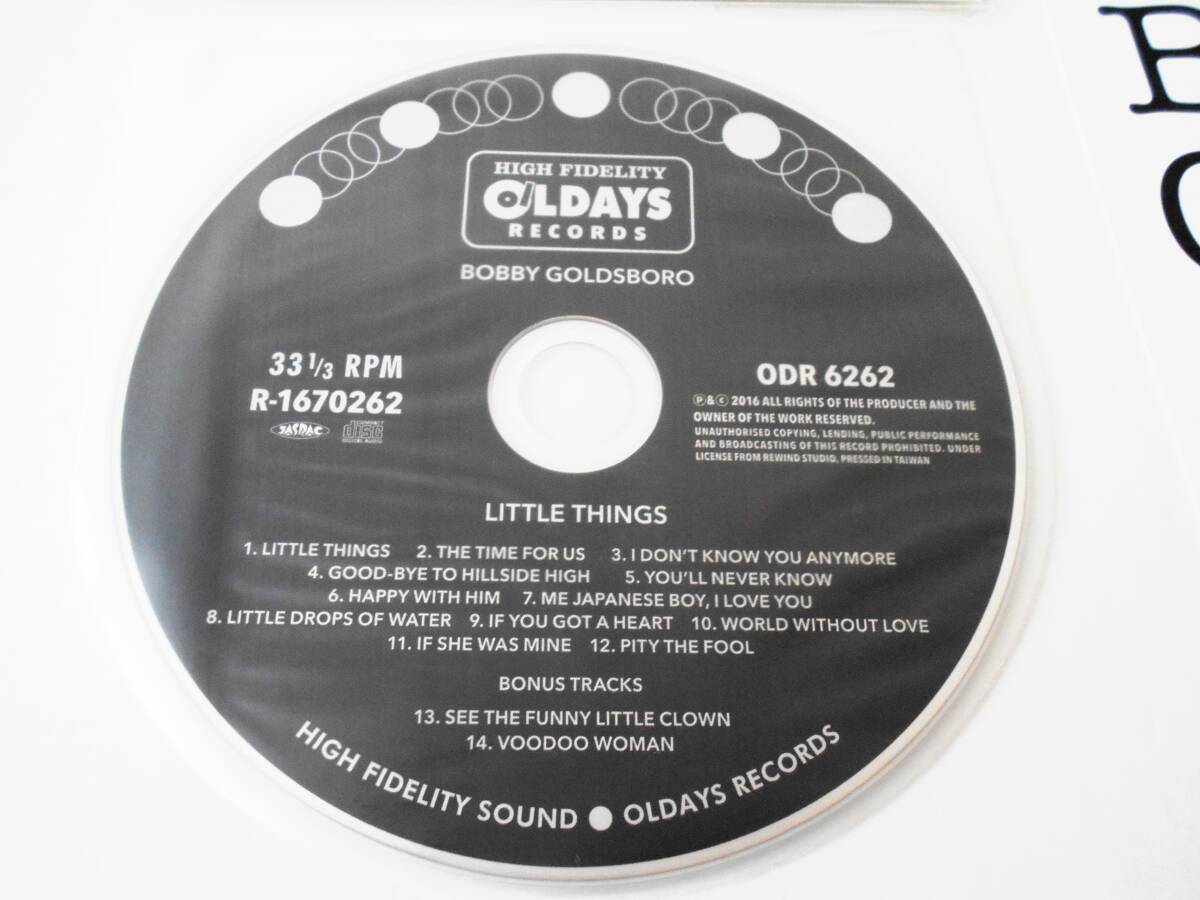 HIGH FIDELITY
OLDAYS
RECORDS
BOBBY GOLDSBORO
33 1/3 RPM
R-1670262
JASRAC
COMPACT
disc
DIGITAL AUDIO
ODR 6262
Ⓟ&Ⓒ 2016 ALL RIGHTS OF THE PRODUCER AND THE
OWNER OF THE WORK RESERVED.
UNAUTHORISED COPYING, LENDING, PUBLIC PERFORMANCE
AND BROADCASTING OF THIS RECORD PROHIBITED. UNDER
LICENSE FROM REWIND STUDIO, PRESSED IN TAIWAN
LITTLE THINGS
1. LITTLE THINGS 2. THE TIME FOR US 3. I DON'T KNOW YOU ANYMORE
4. GOOD-BYE TO HILLSIDE HIGH 5. YOU'LL NEVER KNOW
6. HAPPY WITH HIM 7. ME JAPANESE BOY, I LOVE YOU
8. LITTLE DROPS OF WATER 9. IF YOU GOT A HEART 10. WORLD WITHOUT LOVE
11. IF SHE WAS MINE 12. PITY THE FOOL
BONUS TRACKS
13. SEE THE FUNNY LITTLE CLOWN
14. VOODOO WOMAN
HIGH FIDELITY SOUND ● OLDAYS RECORDS